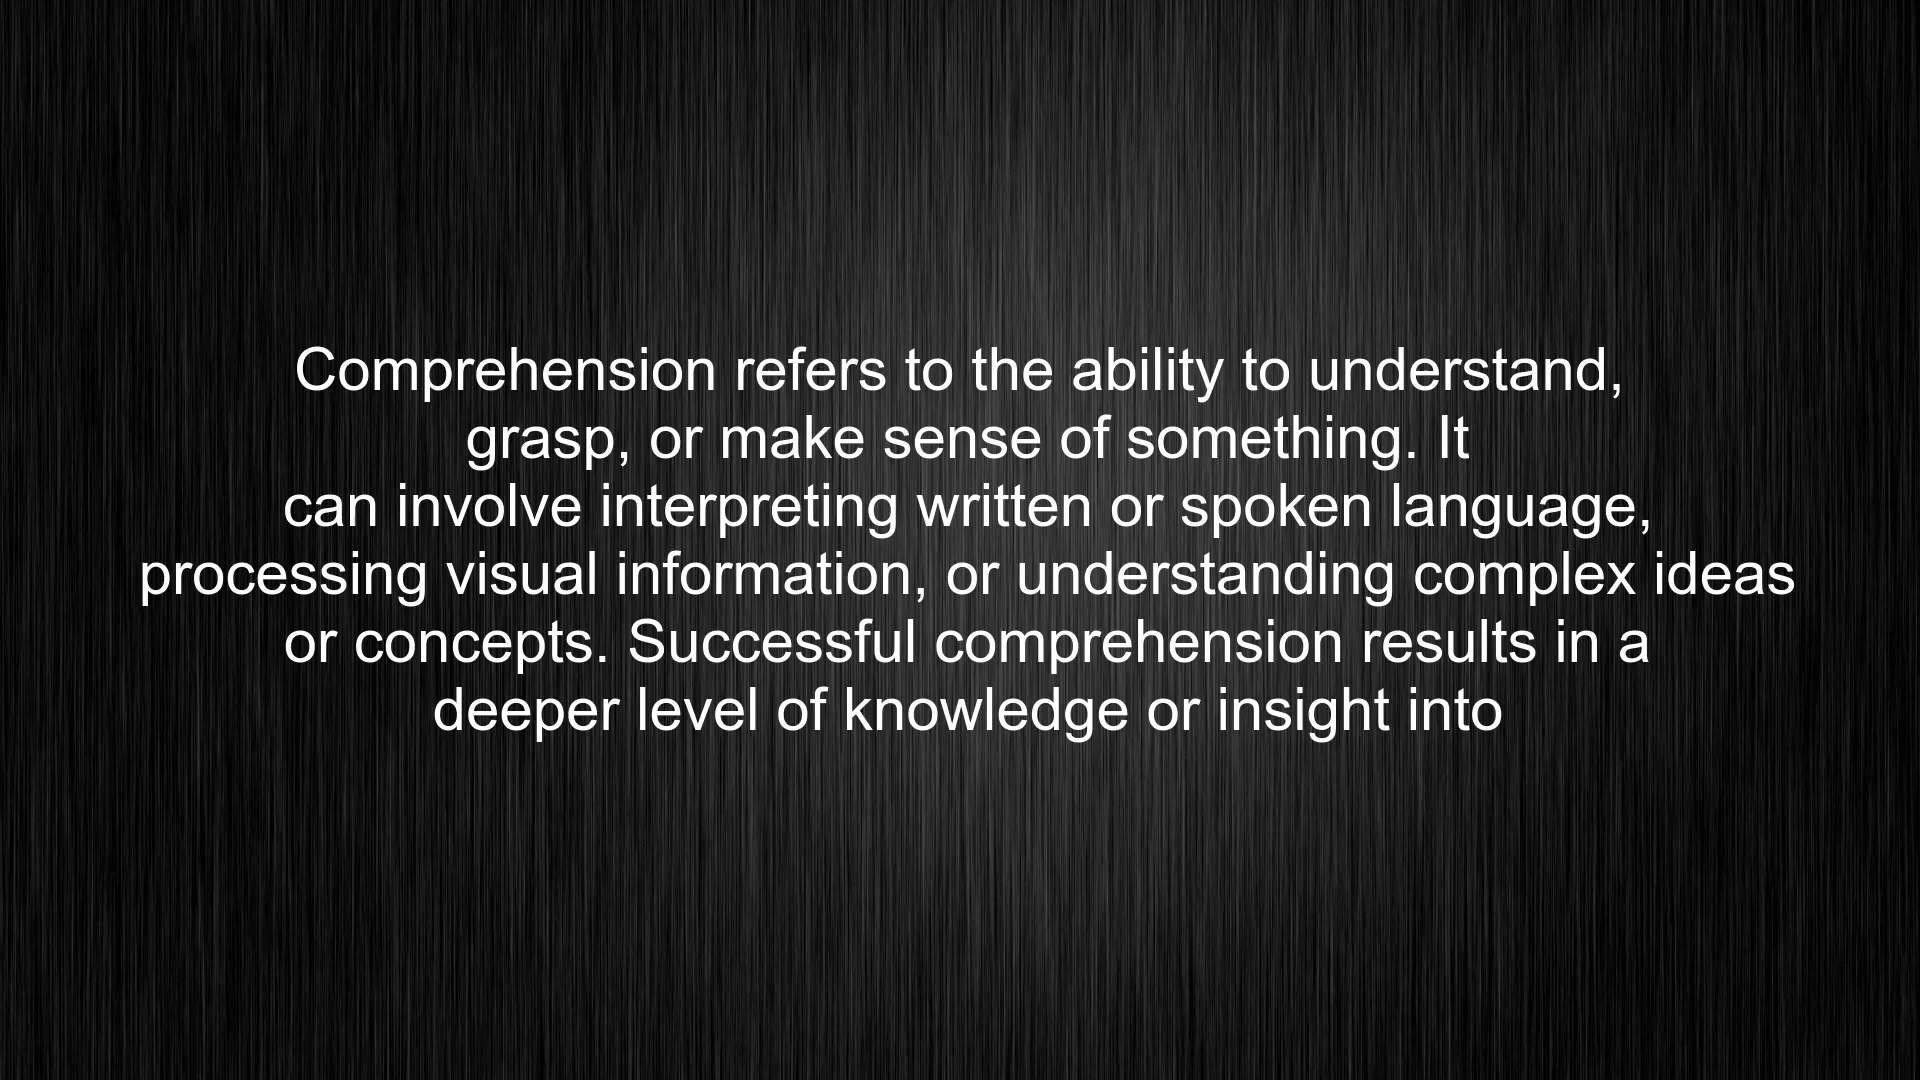 Comprehension refers to the ability to understand,
grasp, or make sense of something. It
can involve interpreting written or spoken language,
processing visual information, or understanding complex ideas
or concepts. Successful comprehension results in a
deeper level of knowledge or insight into